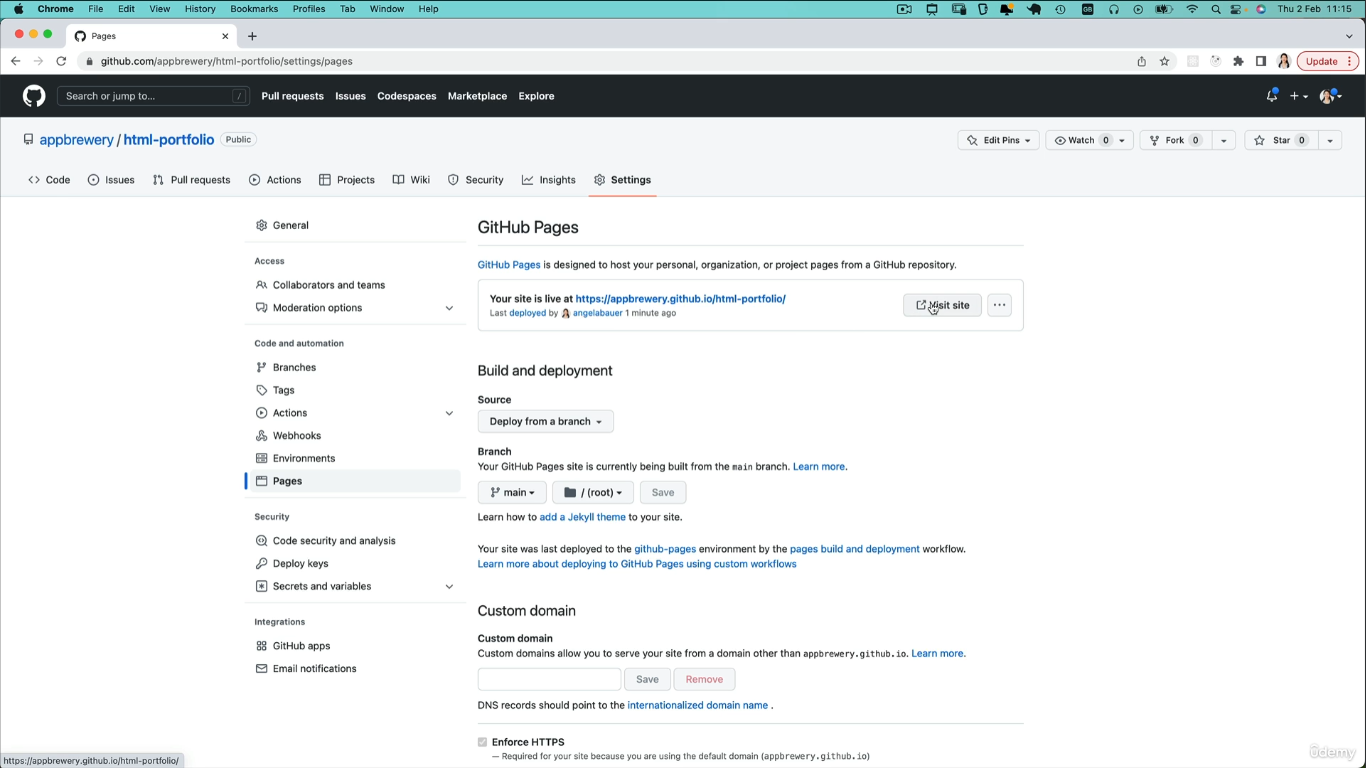 Chrome File Edit View History Bookmarks Profiles Tab Window Help Thu 2 Feb 11:15
Pages
github.com/appbrewery/html-portfolio/settings/pages Update
Search or jump to... / Pull requests Issues Codespaces Marketplace Explore
appbrewery / html-portfolio Public Edit Pins Watch 0 Fork 0 Star 0
Code Issues Pull requests Actions Projects Wiki Security Insights Settings
General
Access
Collaborators and teams
Moderation options
Code and automation
Branches
Tags
Actions
Webhooks
Environments
Pages
Security
Code security and analysis
Deploy keys
Secrets and variables
Integrations
GitHub apps
Email notifications
GitHub Pages
GitHub Pages is designed to host your personal, organization, or project pages from a GitHub repository.
Your site is live at https://appbrewery.github.io/html-portfolio/
Last deployed by angelabauer 1 minute ago
Visit site
Build and deployment
Source
Deploy from a branch
Branch
Your GitHub Pages site is currently being built from the main branch. Learn more.
main / (root) Save
Learn how to add a Jekyll theme to your site.
Your site was last deployed to the github-pages environment by the pages build and deployment workflow.
Learn more about deploying to GitHub Pages using custom workflows
Custom domain
Custom domain
Custom domains allow you to serve your site from a domain other than appbrewery.github.io. Learn more.
Save Remove
DNS records should point to the internationalized domain name .
Enforce HTTPS
— Required for your site because you are using the default domain (appbrewery.github.io)
https://appbrewery.github.io/html-portfolio/
ûdemy